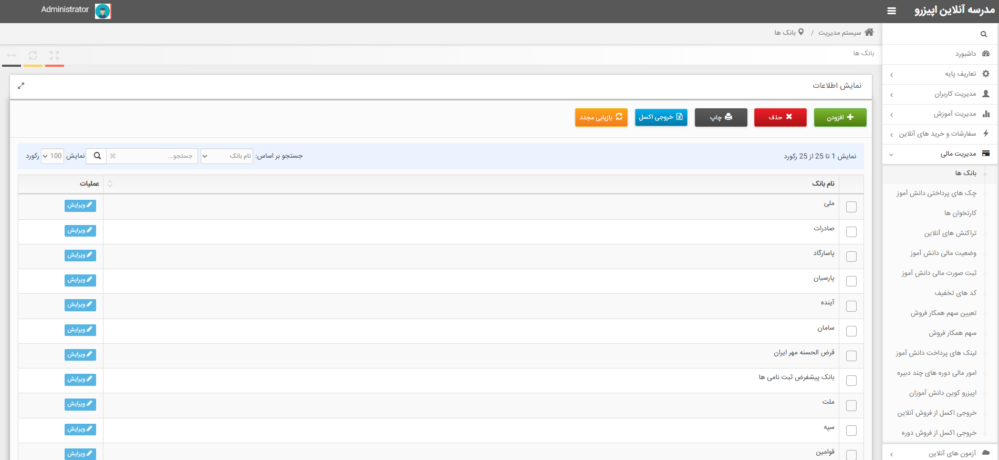 مدرسه آنلاین اپیزرو
Administrator
سیستم مدیریت / بانک ها
بانک ها
داشبورد
تعاریف پایه
مدیریت کاربران
مدیریت آموزش
سفارشات و خرید های آنلاین
مدیریت مالی
بانک ها
چک های پرداختی دانش آموز
کارتخوان ها
تراکنش های آنلاین
وضعیت مالی دانش آموز
ثبت صورت مالی دانش آموز
کد های تخفیف
تعیین سهم همکار فروش
سهم همکار فروش
لینک های پرداخت دانش آموز
امور مالی دوره های چند دبیره
اپیزرو کوین دانش آموزان
خروجی اکسل از فروش آنلاین
خروجی اکسل از فروش دوره
آزمون های آنلاین
نمایش اطلاعات
افزودن حذف چاپ خروجی اکسل بازیابی مجدد
نمایش 1 تا 25 از 25 رکورد جستجو بر اساس: نام بانک جستجو... نمایش 100 رکورد
نام بانک عملیات
ملی ویرایش
صادرات ویرایش
پاسارگاد ویرایش
پارسیان ویرایش
آینده ویرایش
سامان ویرایش
قرض الحسنه مهر ایران ویرایش
بانک پیشفرض ثبت نامی ها ویرایش
ملت ویرایش
سپه ویرایش
قوامین ویرایش